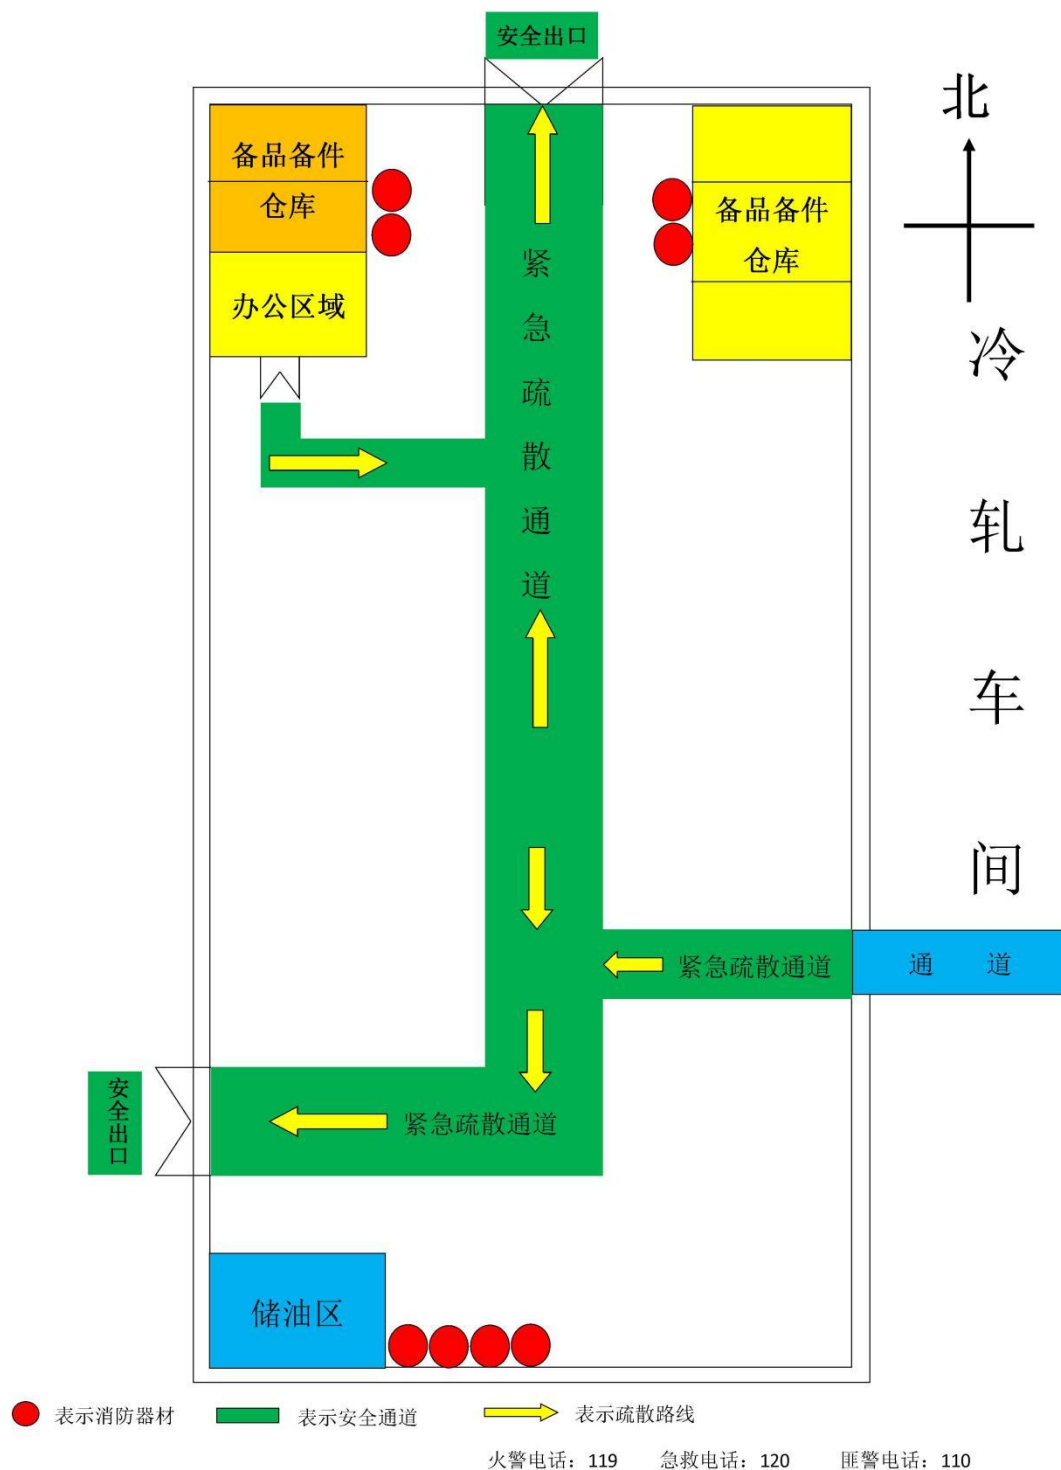 安全出口
北
备品备件
仓库
备品备件
仓库
办公区域
紧急疏散通道
冷轧车间
紧急疏散通道
通 道
安全出口
紧急疏散通道
储油区
表示消防器材
表示安全通道
表示疏散路线
火警电话：119 急救电话：120 匪警电话：110